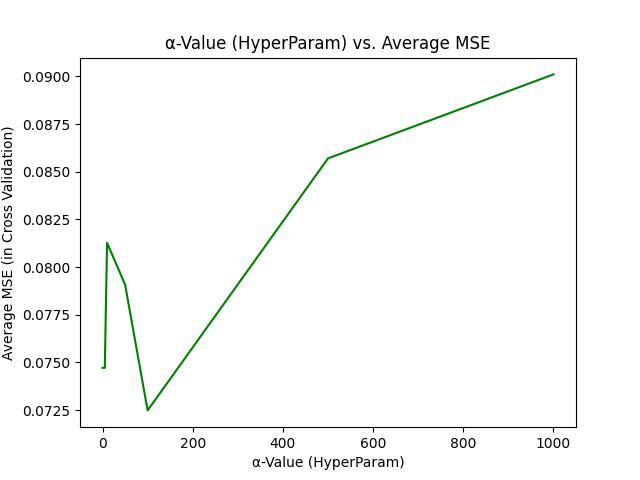 α-Value (HyperParam) vs. Average MSE
Average MSE (in Cross Validation)
0.0900
0.0875
0.0850
0.0825
0.0800
0.0775
0.0750
0.0725
0 200 400 600 800 1000
α-Value (HyperParam)